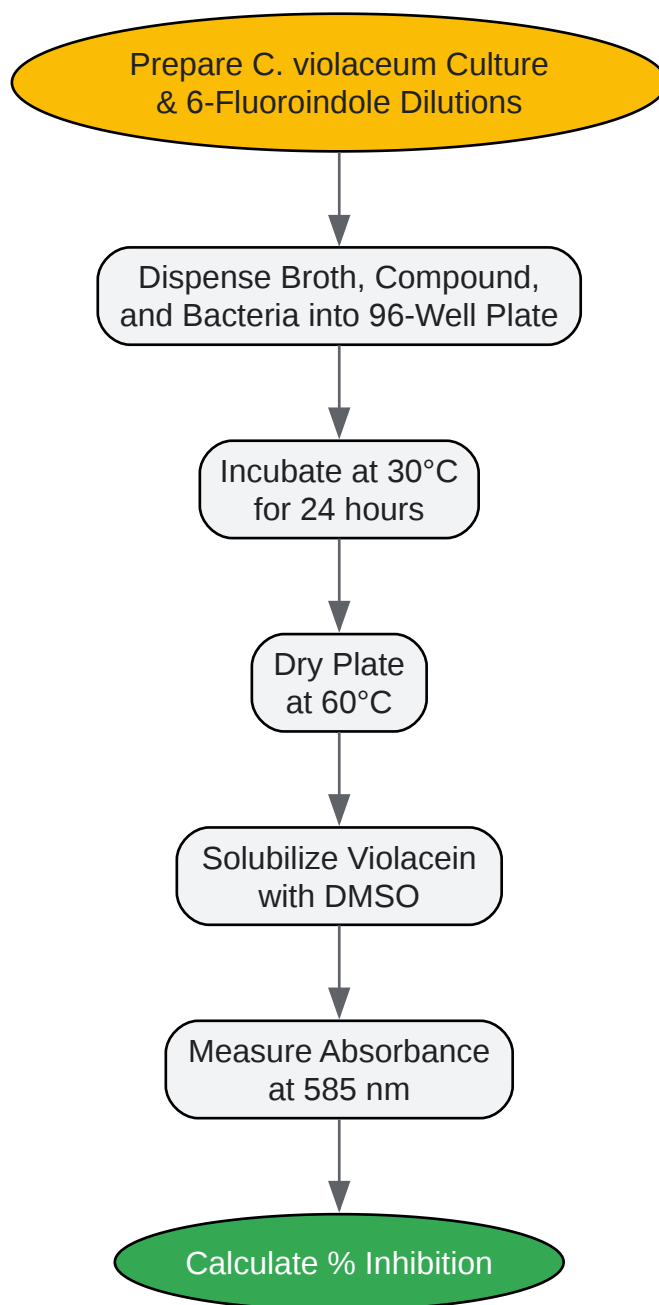 Prepare C. violaceum Culture
& 6-Fluoroindole Dilutions
Dispense Broth, Compound,
and Bacteria into 96-Well Plate
Incubate at 30°C
for 24 hours
Dry Plate
at 60°C
Solubilize Violacein
with DMSO
Measure Absorbance
at 585 nm
Calculate % Inhibition